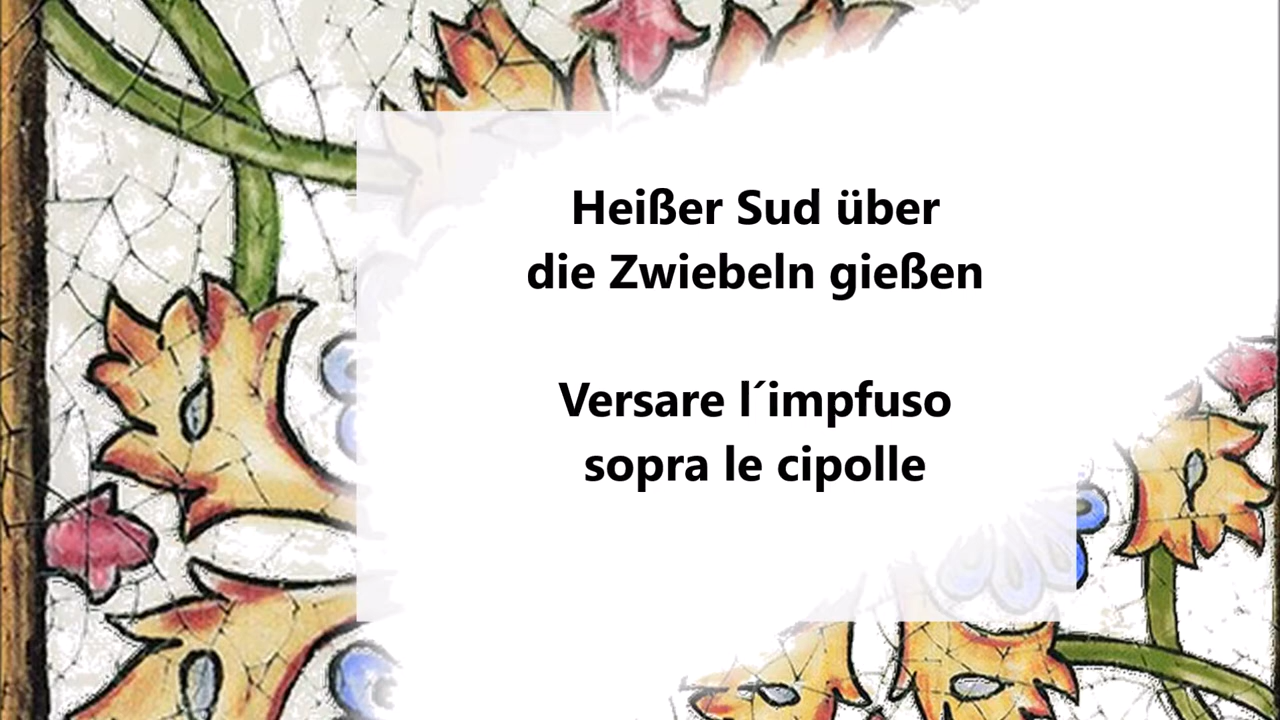 Heißer Sud über
die Zwiebeln gießen
Versare l´impfuso
sopra le cipolle